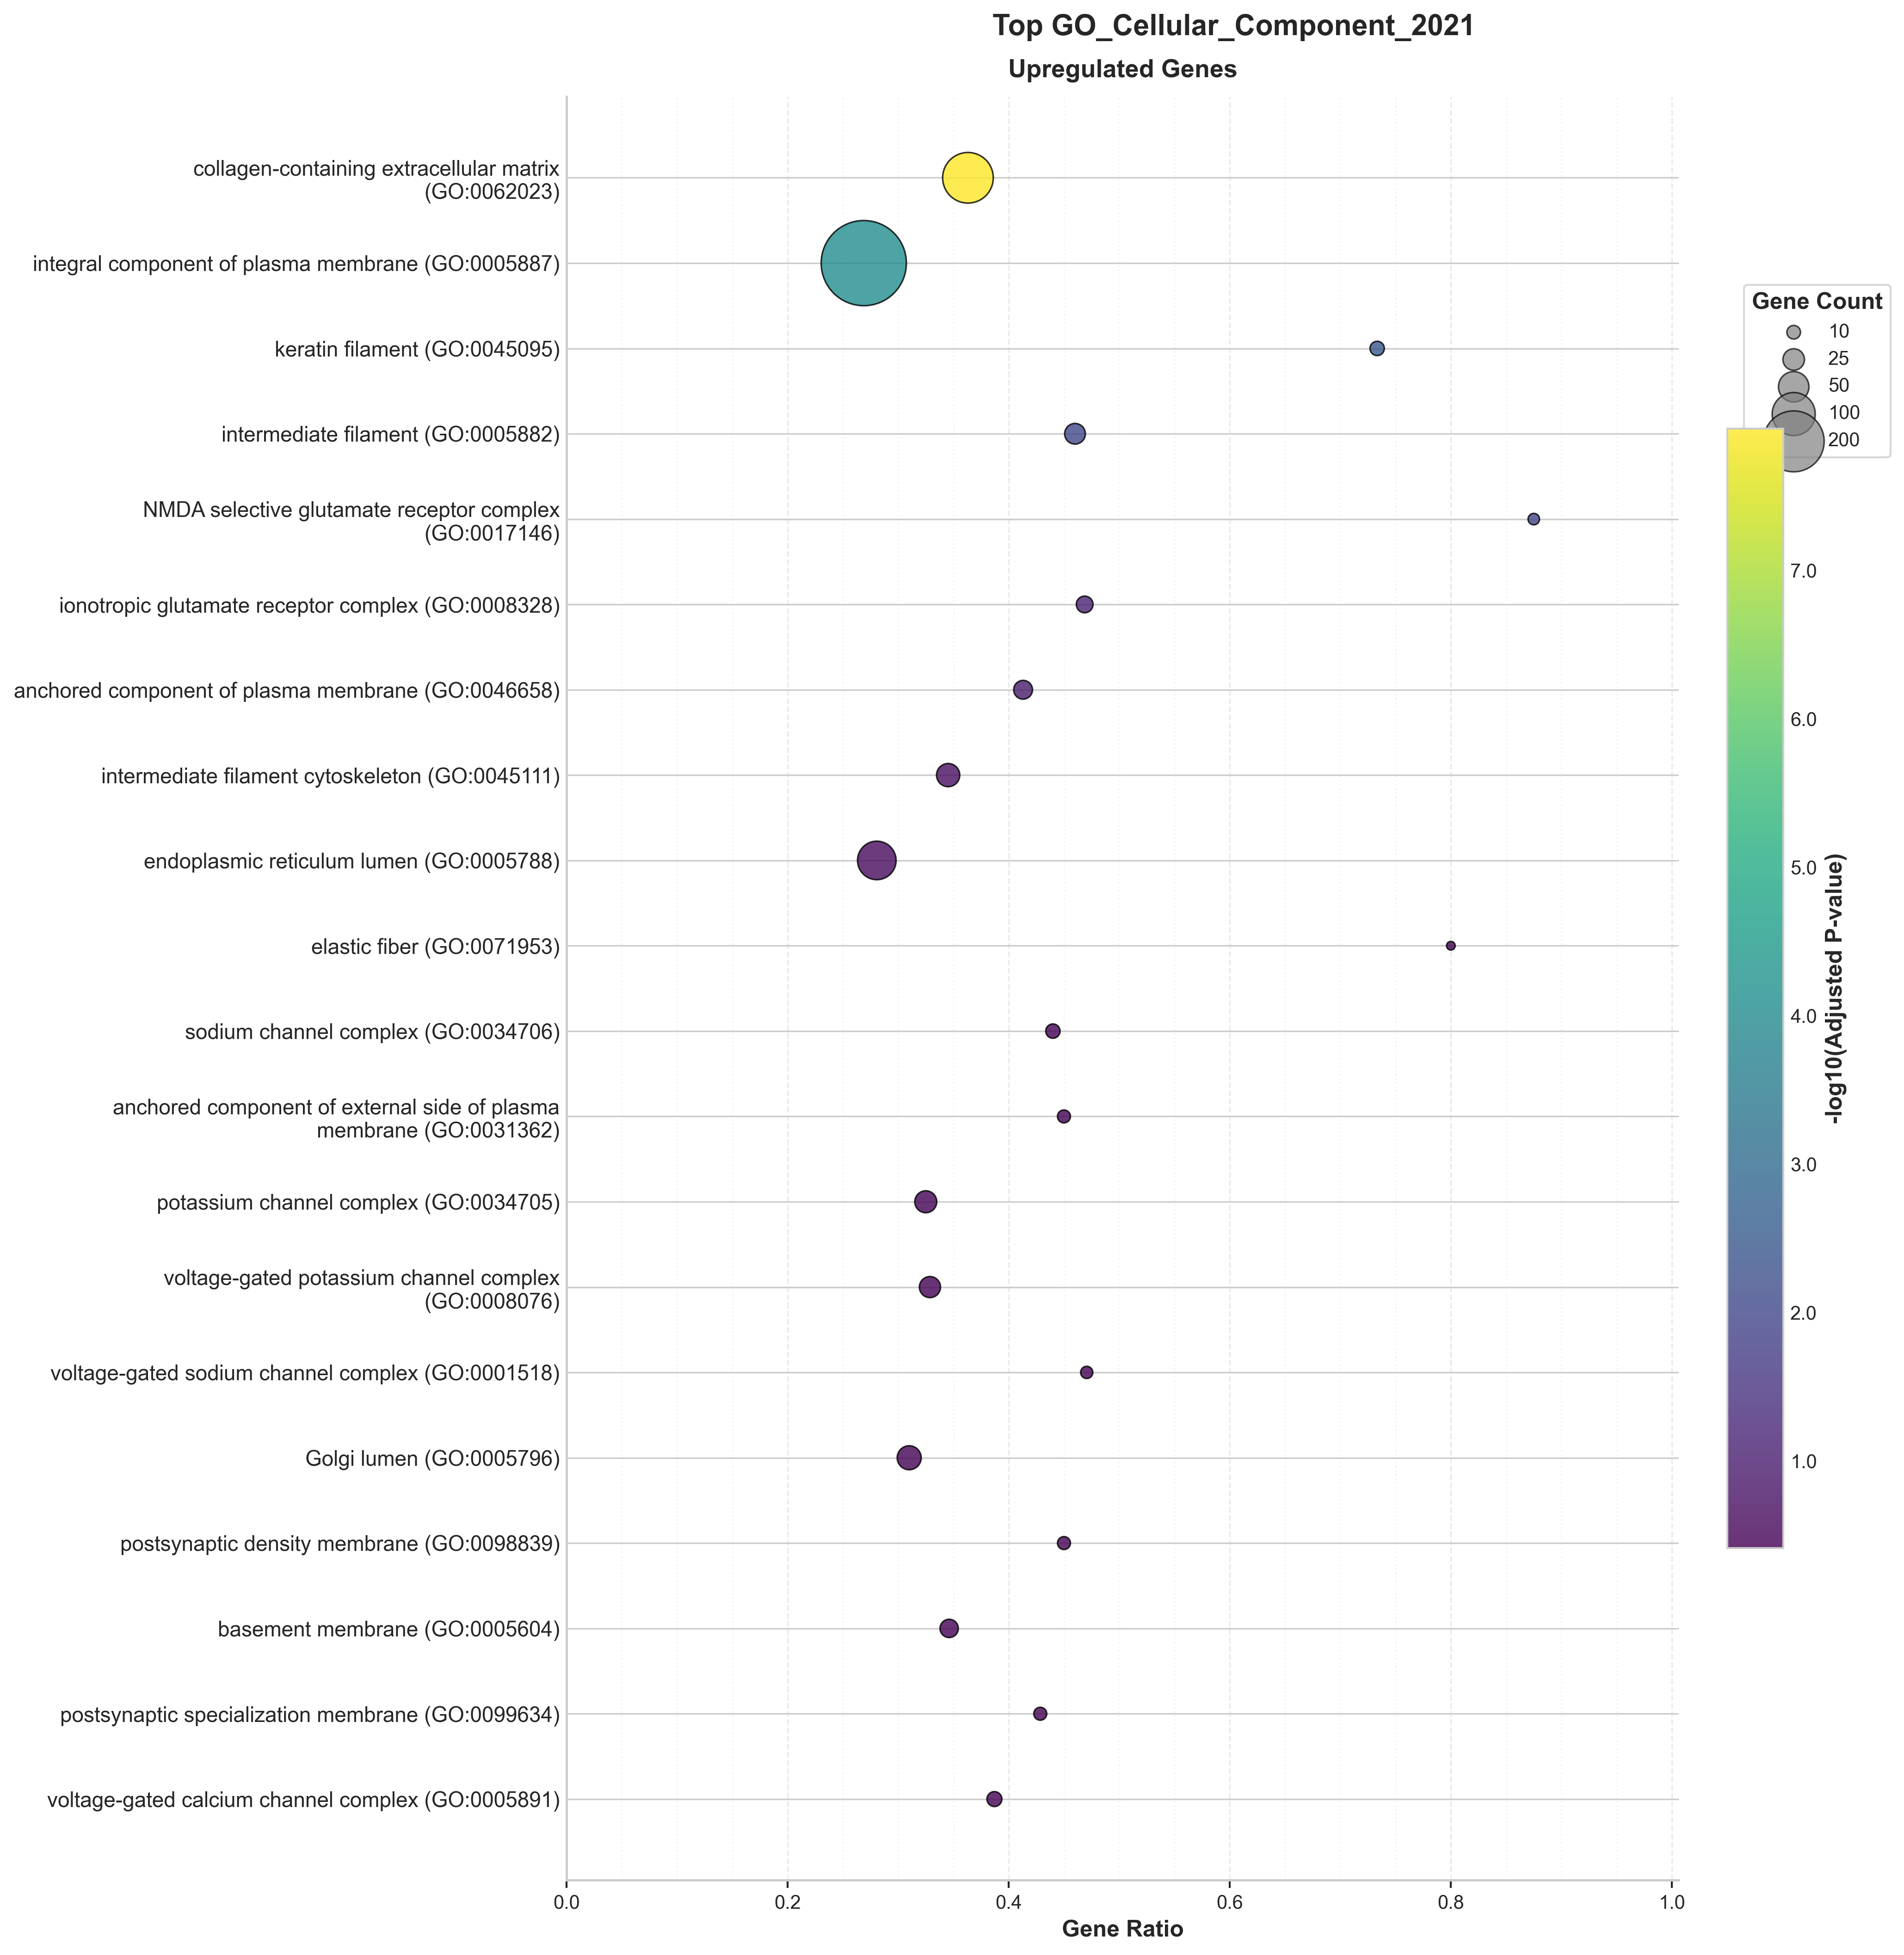 Top GO_Cellular_Component_2021
Upregulated Genes
collagen-containing extracellular matrix
(GO:0062023)
integral component of plasma membrane (GO:0005887)
keratin filament (GO:0045095)
intermediate filament (GO:0005882)
NMDA selective glutamate receptor complex
(GO:0017146)
ionotropic glutamate receptor complex (GO:0008328)
anchored component of plasma membrane (GO:0046658)
intermediate filament cytoskeleton (GO:0045111)
endoplasmic reticulum lumen (GO:0005788)
elastic fiber (GO:0071953)
sodium channel complex (GO:0034706)
anchored component of external side of plasma
membrane (GO:0031362)
potassium channel complex (GO:0034705)
voltage-gated potassium channel complex
(GO:0008076)
voltage-gated sodium channel complex (GO:0001518)
Golgi lumen (GO:0005796)
postsynaptic density membrane (GO:0098839)
basement membrane (GO:0005604)
postsynaptic specialization membrane (GO:0099634)
voltage-gated calcium channel complex (GO:0005891)
0.0 0.2 0.4 0.6 0.8 1.0
Gene Ratio
Gene Count
10
25
50
100
200
7.0
6.0
5.0
4.0
3.0
2.0
1.0
-log10(Adjusted P-value)